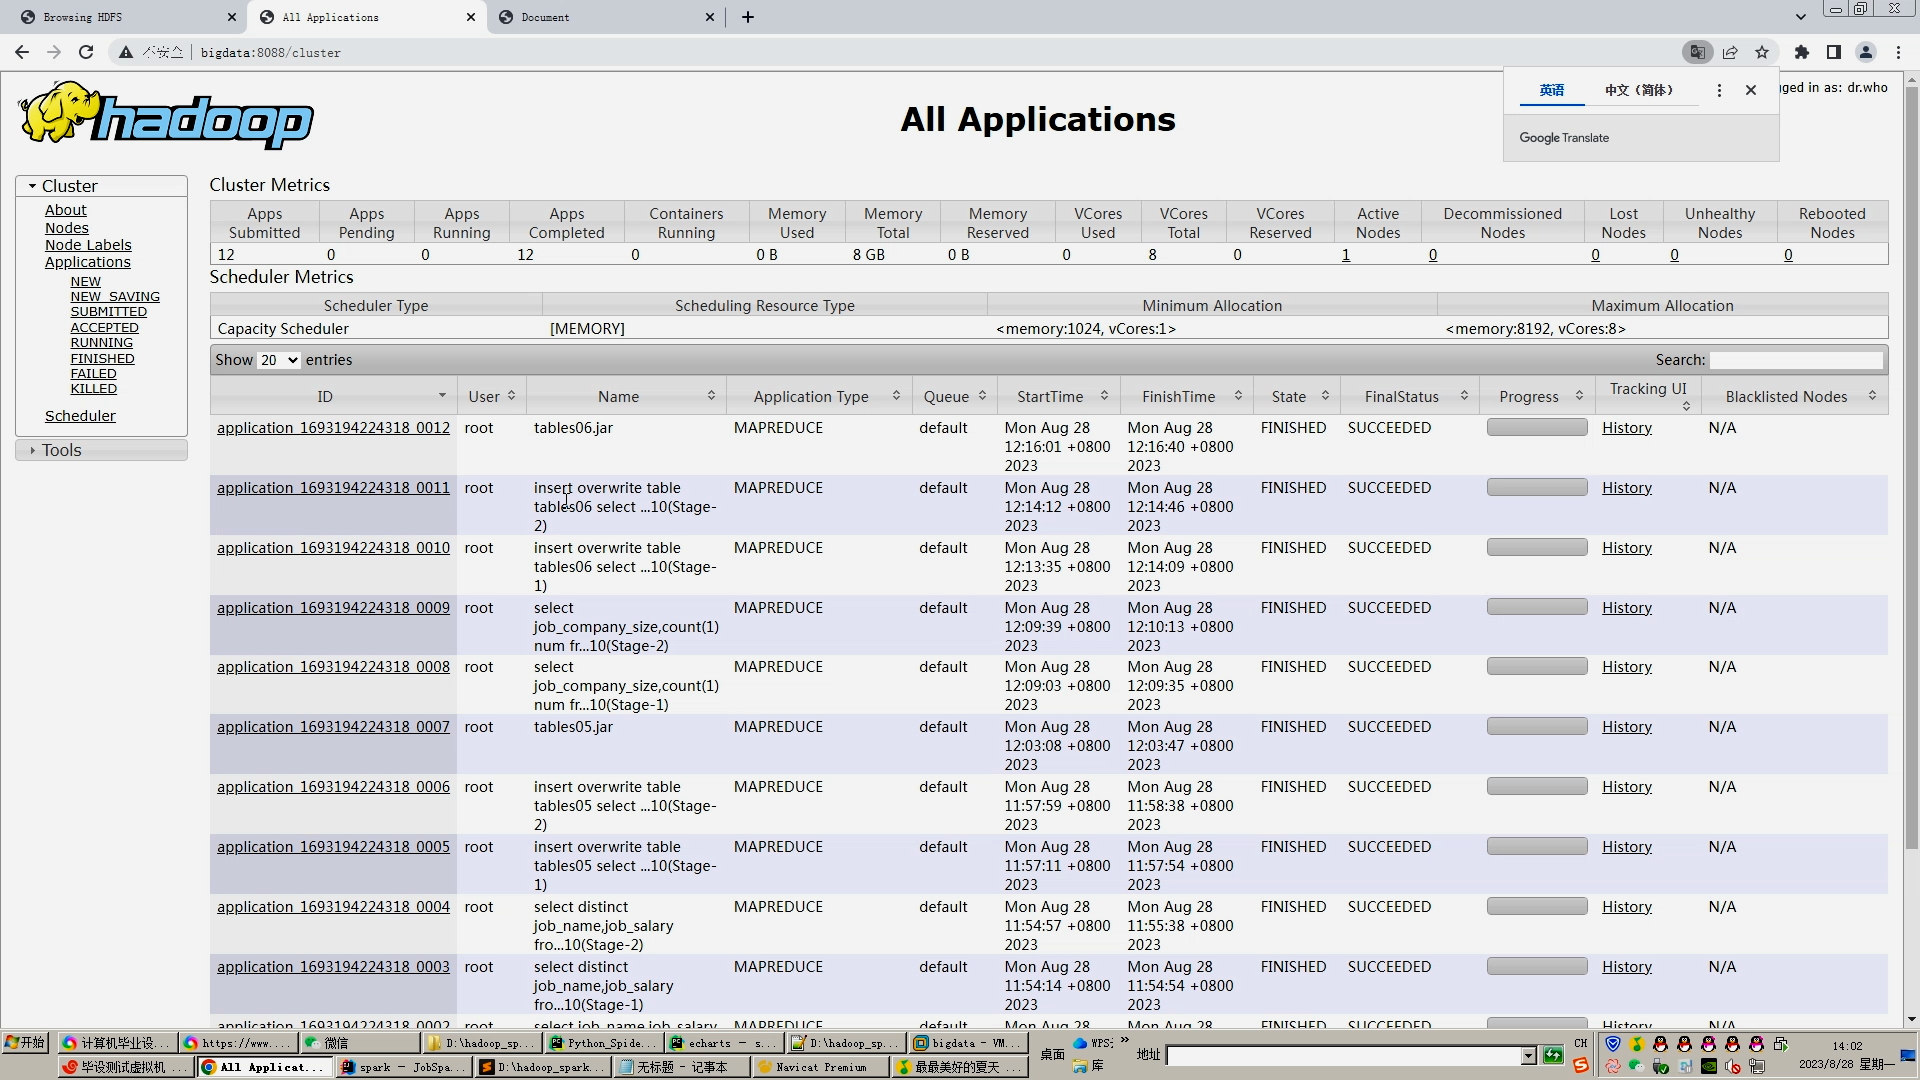 Browsing HDFS
All Applications
Document
不安全
bigdata:8088/cluster
英语
中文（简体）
Google Translate
gged in as: dr.who
hadoop
All Applications
Cluster
About
Nodes
Node Labels
Applications
NEW
NEW_SAVING
SUBMITTED
ACCEPTED
RUNNING
FINISHED
FAILED
KILLED
Scheduler
Tools
Cluster Metrics
Apps Submitted Apps Pending Apps Running Apps Completed Containers Running Memory Used Memory Total Memory Reserved VCores Used VCores Total VCores Reserved Active Nodes Decommissioned Nodes Lost Nodes Unhealthy Nodes Rebooted Nodes
12 0 0 12 0 0 B 8 GB 0 B 0 8 0 1 0 0 0 0
Scheduler Metrics
Scheduler Type Scheduling Resource Type Minimum Allocation Maximum Allocation
Capacity Scheduler [MEMORY] <memory:1024, vCores:1> <memory:8192, vCores:8>
Show 20 entries Search:
ID User Name Application Type Queue StartTime FinishTime State FinalStatus Progress Tracking UI Blacklisted Nodes
application_1693194224318_0012 root tables06.jar MAPREDUCE default Mon Aug 28 12:16:01 +0800 2023 Mon Aug 28 12:16:40 +0800 2023 FINISHED SUCCEEDED History N/A
application_1693194224318_0011 root insert overwrite table tables06 select ...10(Stage-2) MAPREDUCE default Mon Aug 28 12:14:12 +0800 2023 Mon Aug 28 12:14:46 +0800 2023 FINISHED SUCCEEDED History N/A
application_1693194224318_0010 root insert overwrite table tables06 select ...10(Stage-1) MAPREDUCE default Mon Aug 28 12:13:35 +0800 2023 Mon Aug 28 12:14:09 +0800 2023 FINISHED SUCCEEDED History N/A
application_1693194224318_0009 root select job_company_size,count(1) num fr...10(Stage-2) MAPREDUCE default Mon Aug 28 12:09:39 +0800 2023 Mon Aug 28 12:10:13 +0800 2023 FINISHED SUCCEEDED History N/A
application_1693194224318_0008 root select job_company_size,count(1) num fr...10(Stage-1) MAPREDUCE default Mon Aug 28 12:09:03 +0800 2023 Mon Aug 28 12:09:35 +0800 2023 FINISHED SUCCEEDED History N/A
application_1693194224318_0007 root tables05.jar MAPREDUCE default Mon Aug 28 12:03:08 +0800 2023 Mon Aug 28 12:03:47 +0800 2023 FINISHED SUCCEEDED History N/A
application_1693194224318_0006 root insert overwrite table tables05 select ...10(Stage-2) MAPREDUCE default Mon Aug 28 11:57:59 +0800 2023 Mon Aug 28 11:58:38 +0800 2023 FINISHED SUCCEEDED History N/A
application_1693194224318_0005 root insert overwrite table tables05 select ...10(Stage-1) MAPREDUCE default Mon Aug 28 11:57:11 +0800 2023 Mon Aug 28 11:57:54 +0800 2023 FINISHED SUCCEEDED History N/A
application_1693194224318_0004 root select distinct job_name,job_salary fro...10(Stage-2) MAPREDUCE default Mon Aug 28 11:54:57 +0800 2023 Mon Aug 28 11:55:38 +0800 2023 FINISHED SUCCEEDED History N/A
application_1693194224318_0003 root select distinct job_name,job_salary fro...10(Stage-1) MAPREDUCE default Mon Aug 28 11:54:14 +0800 2023 Mon Aug 28 11:54:54 +0800 2023 FINISHED SUCCEEDED History N/A
application_1693194224318_0002 root select job_name,job_salary MAPREDUCE default Mon Aug 28 Mon Aug 28 FINISHED SUCCEEDED History N/A
开始 计算机毕业设... https://www.... 微信 D:\hadoop_sp... Python_Spide... echarts – s... D:\hadoop_sp... bigdata - VM... 桌面 WPS 地址 CH 14:02
毕设测试虚拟机 ... All Applicat... spark – JobSpa... D:\hadoop_spark... 无标题 - 记事本 Navicat Premium 最最美好的夏天 ... 库 2023/8/28 星期一